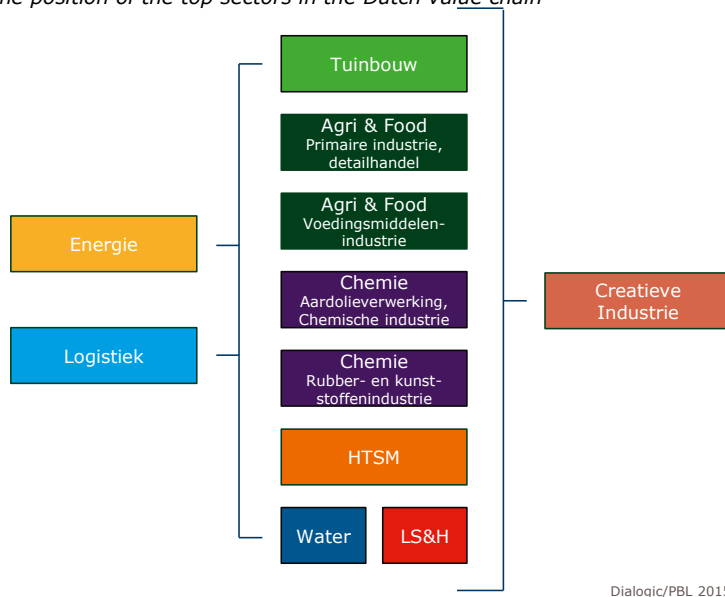 he position of the top sectors in the Dutch value chain
Tuinbouw
Agri & Food
Primaire industrie,
detailhandel
Agri & Food
Voedingsmiddelen-
industrie
Energie
Chemie
Aardolieverwerking,
Chemische industrie
Creatieve
Industrie
Logistiek
Chemie
Rubber- en kunst-
stoffenindustrie
HTSM
Water
LS&H
Dialogic/PBL 2015